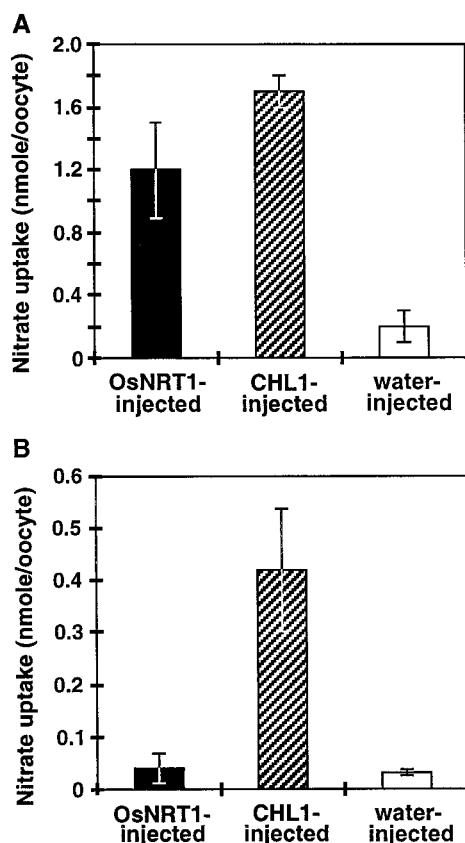 A
Nitrate uptake (nmole/oocyte)
2.0
1.6
1.2
0.8
0.4
0
OsNRT1-
injected
CHL1-
injected
water-
injected
B
Nitrate uptake (nmole/oocyte)
0.6
0.5
0.4
0.3
0.2
0.1
0
OsNRT1-
injected
CHL1-
injected
water-
injected